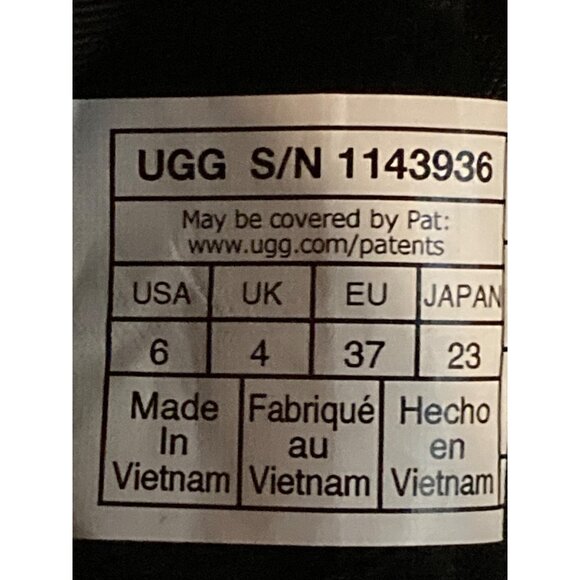 UGG S/N 1143936
May be covered by Pat:
www.ugg.com/patents
USA UK EU JAPAN
6 4 37 23
Made Fabriqué Hecho
In au en
Vietnam Vietnam Vietnam